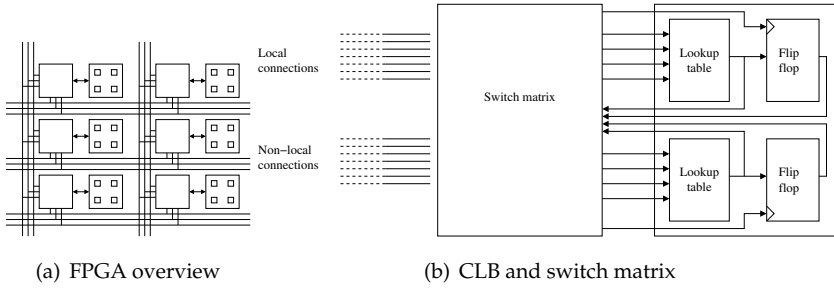 Local
connections
Non−local
connections
Switch matrix
Lookup
table
Flip
flop
Lookup
table
Flip
flop
(a) FPGA overview
(b) CLB and switch matrix